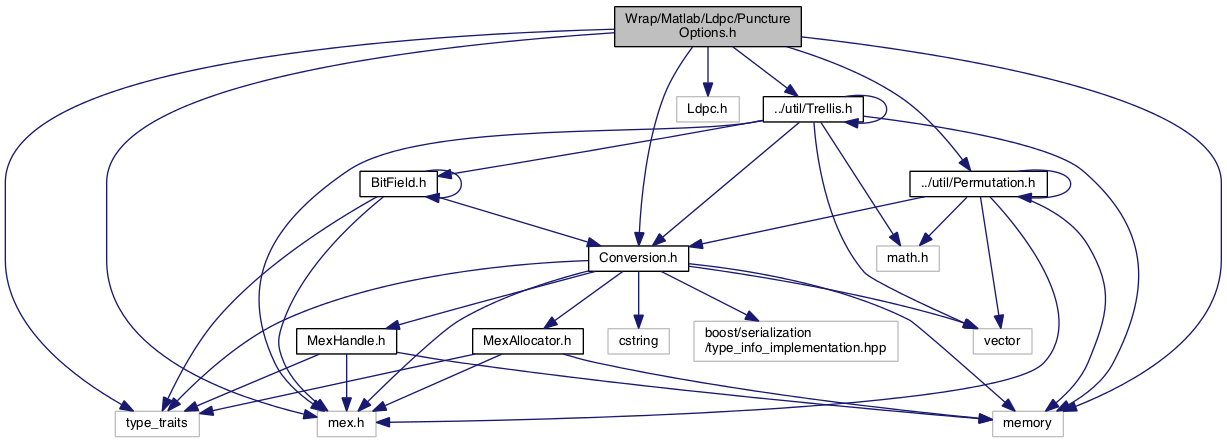 Wrap/Matlab/Ldpc/Puncture
Options.h
Ldpc.h
../util/Trellis.h
BitField.h
../util/Permutation.h
Conversion.h
math.h
MexHandle.h
MexAllocator.h
cstring
boost/serialization
/type_info_implementation.hpp
vector
type_traits
mex.h
memory